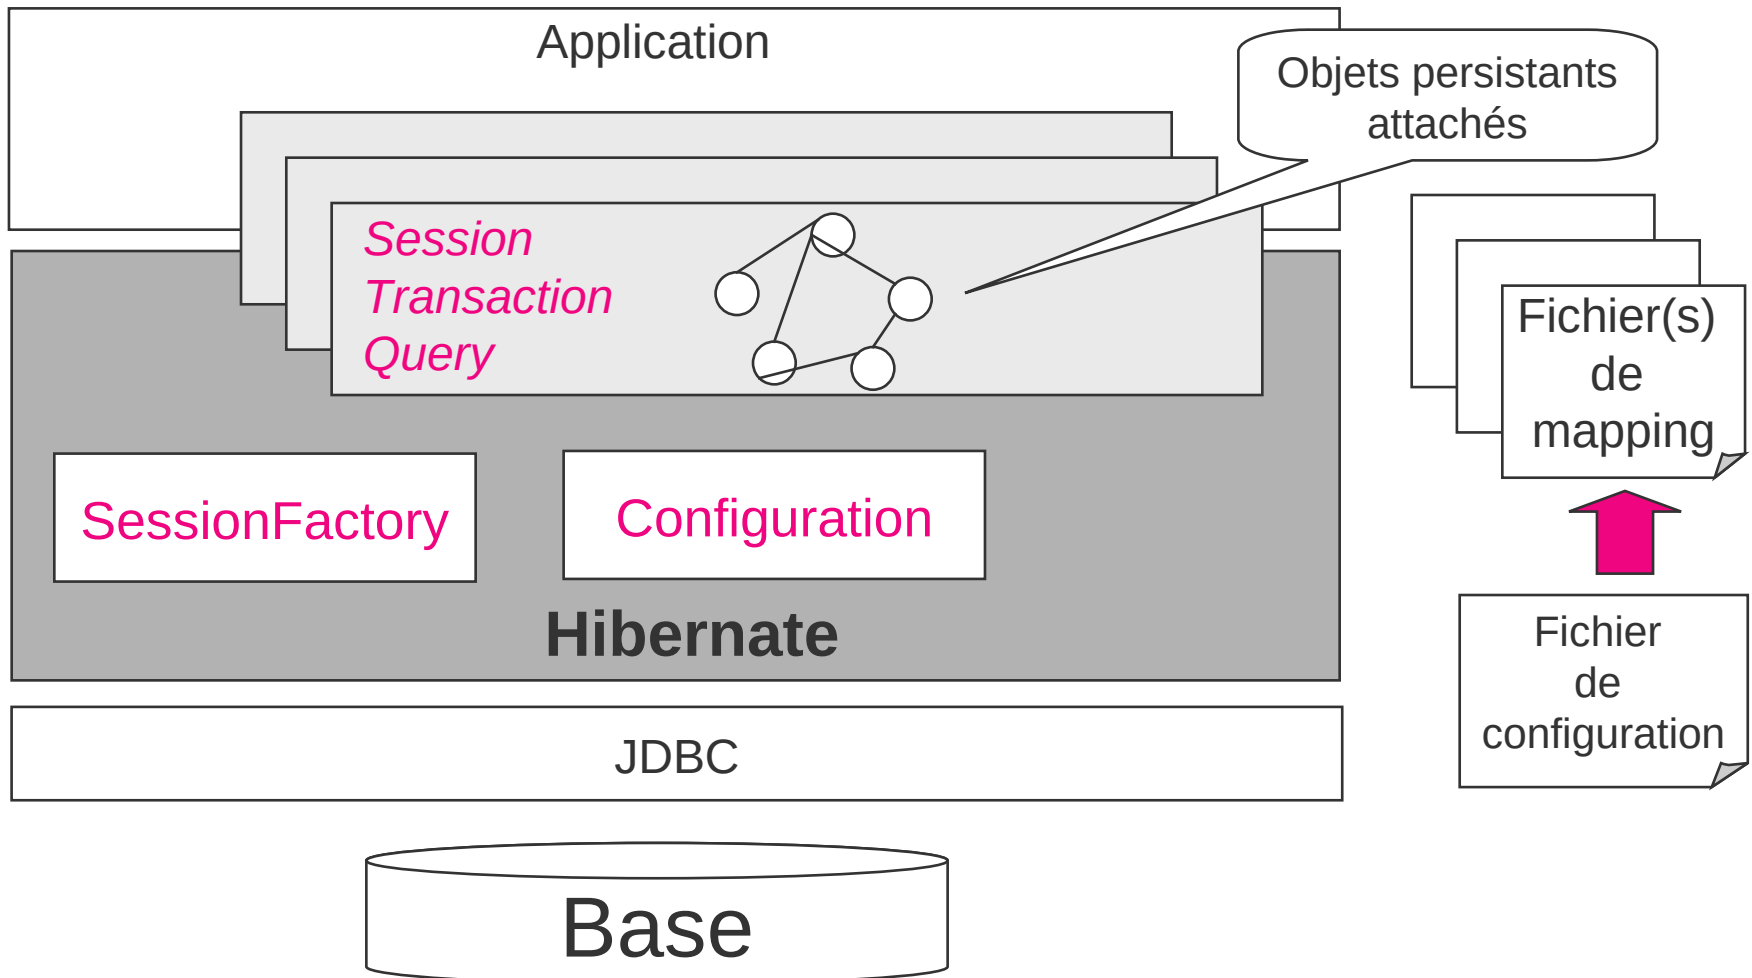 Application
Objets persistants
attachés
Session
Transaction
Query
Fichier(s)
de
mapping
SessionFactory
Configuration
Hibernate
Fichier
de
configuration
JDBC
Base